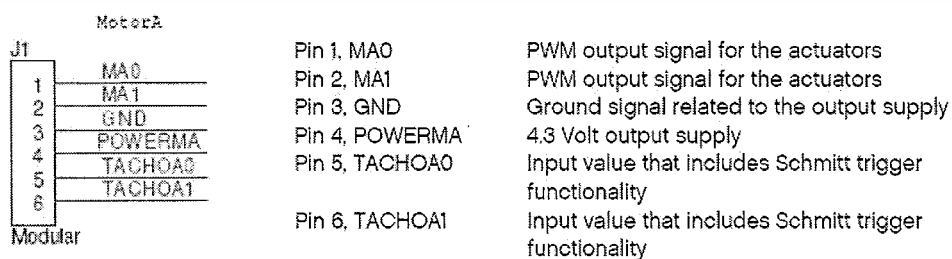 MotorA
J1
1 MA0
2 MA1
3 GND
4 POWERMA
5 TACHOA0
6 TACHOA1
Modular
Pin 1, MA0 PWM output signal for the actuators
Pin 2, MA1 PWM output signal for the actuators
Pin 3, GND Ground signal related to the output supply
Pin 4, POWERMA 4.3 Volt output supply
Pin 5, TACHOA0 Input value that includes Schmitt trigger
functionality
Pin 6, TACHOA1 Input value that includes Schmitt trigger
functionality